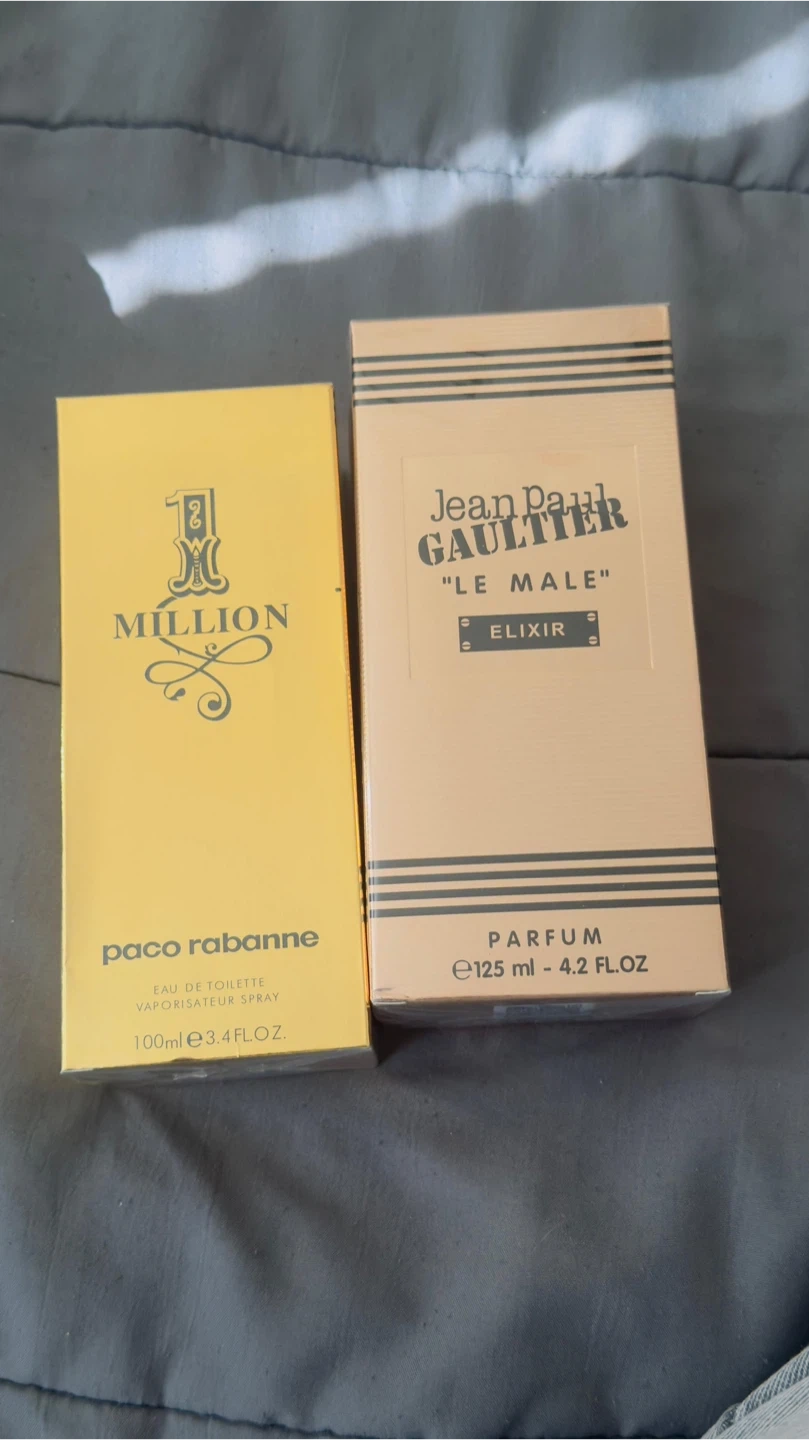 1
MILLION
paco rabanne
EAU DE TOILETTE
VAPORISATEUR SPRAY
100ml e 3.4FL.OZ.
Jean Paul
GAULTIER
"LE MALE"
ELIXIR
PARFUM
e125 ml - 4.2 FL.OZ